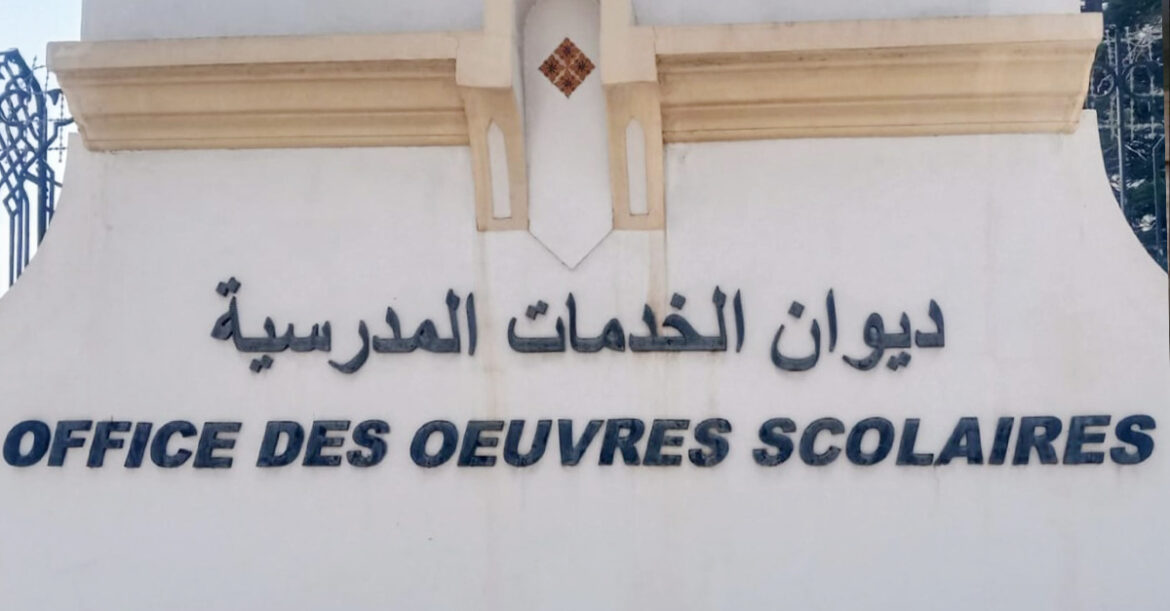 ديوان الخدمات المدرسية
OFFICE DES OEUVRES SCOLAIRES